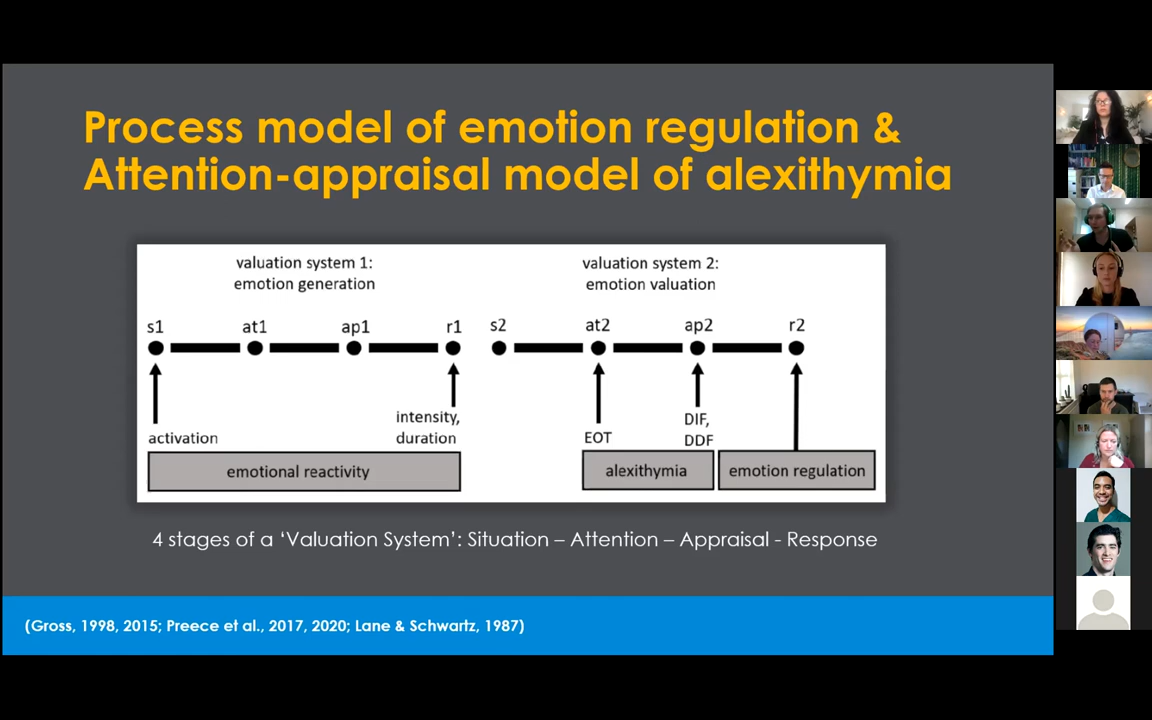 Process model of emotion regulation &
Attention-appraisal model of alexithymia
valuation system 1:
emotion generation
valuation system 2:
emotion valuation
s1 at1 ap1 r1 s2 at2 ap2 r2
activation
intensity,
duration
EOT
DIF,
DDF
emotional reactivity
alexithymia
emotion regulation
4 stages of a ‘Valuation System’: Situation – Attention – Appraisal - Response
(Gross, 1998, 2015; Preece et al., 2017, 2020; Lane & Schwartz, 1987)